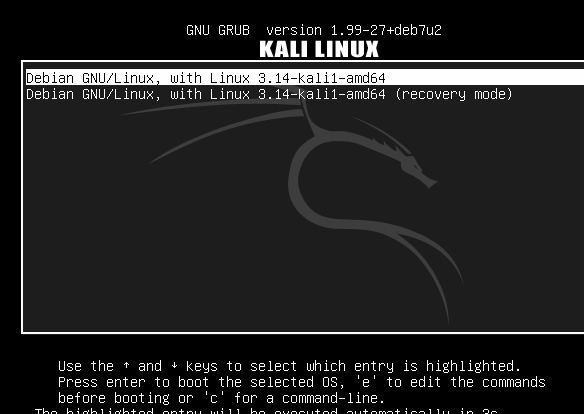 GNU GRUB  version 1.99-27+deb7u2
KALI LINUX
Debian GNU/Linux, with Linux 3.14-kali1-amd64
Debian GNU/Linux, with Linux 3.14-kali1-amd64 (recovery mode)
Use the ↑ and ↓ keys to select which entry is highlighted.
Press enter to boot the selected OS, 'e' to edit the commands
before booting or 'c' for a command-line.
The highlighted entry will be executed automatically in 3s.